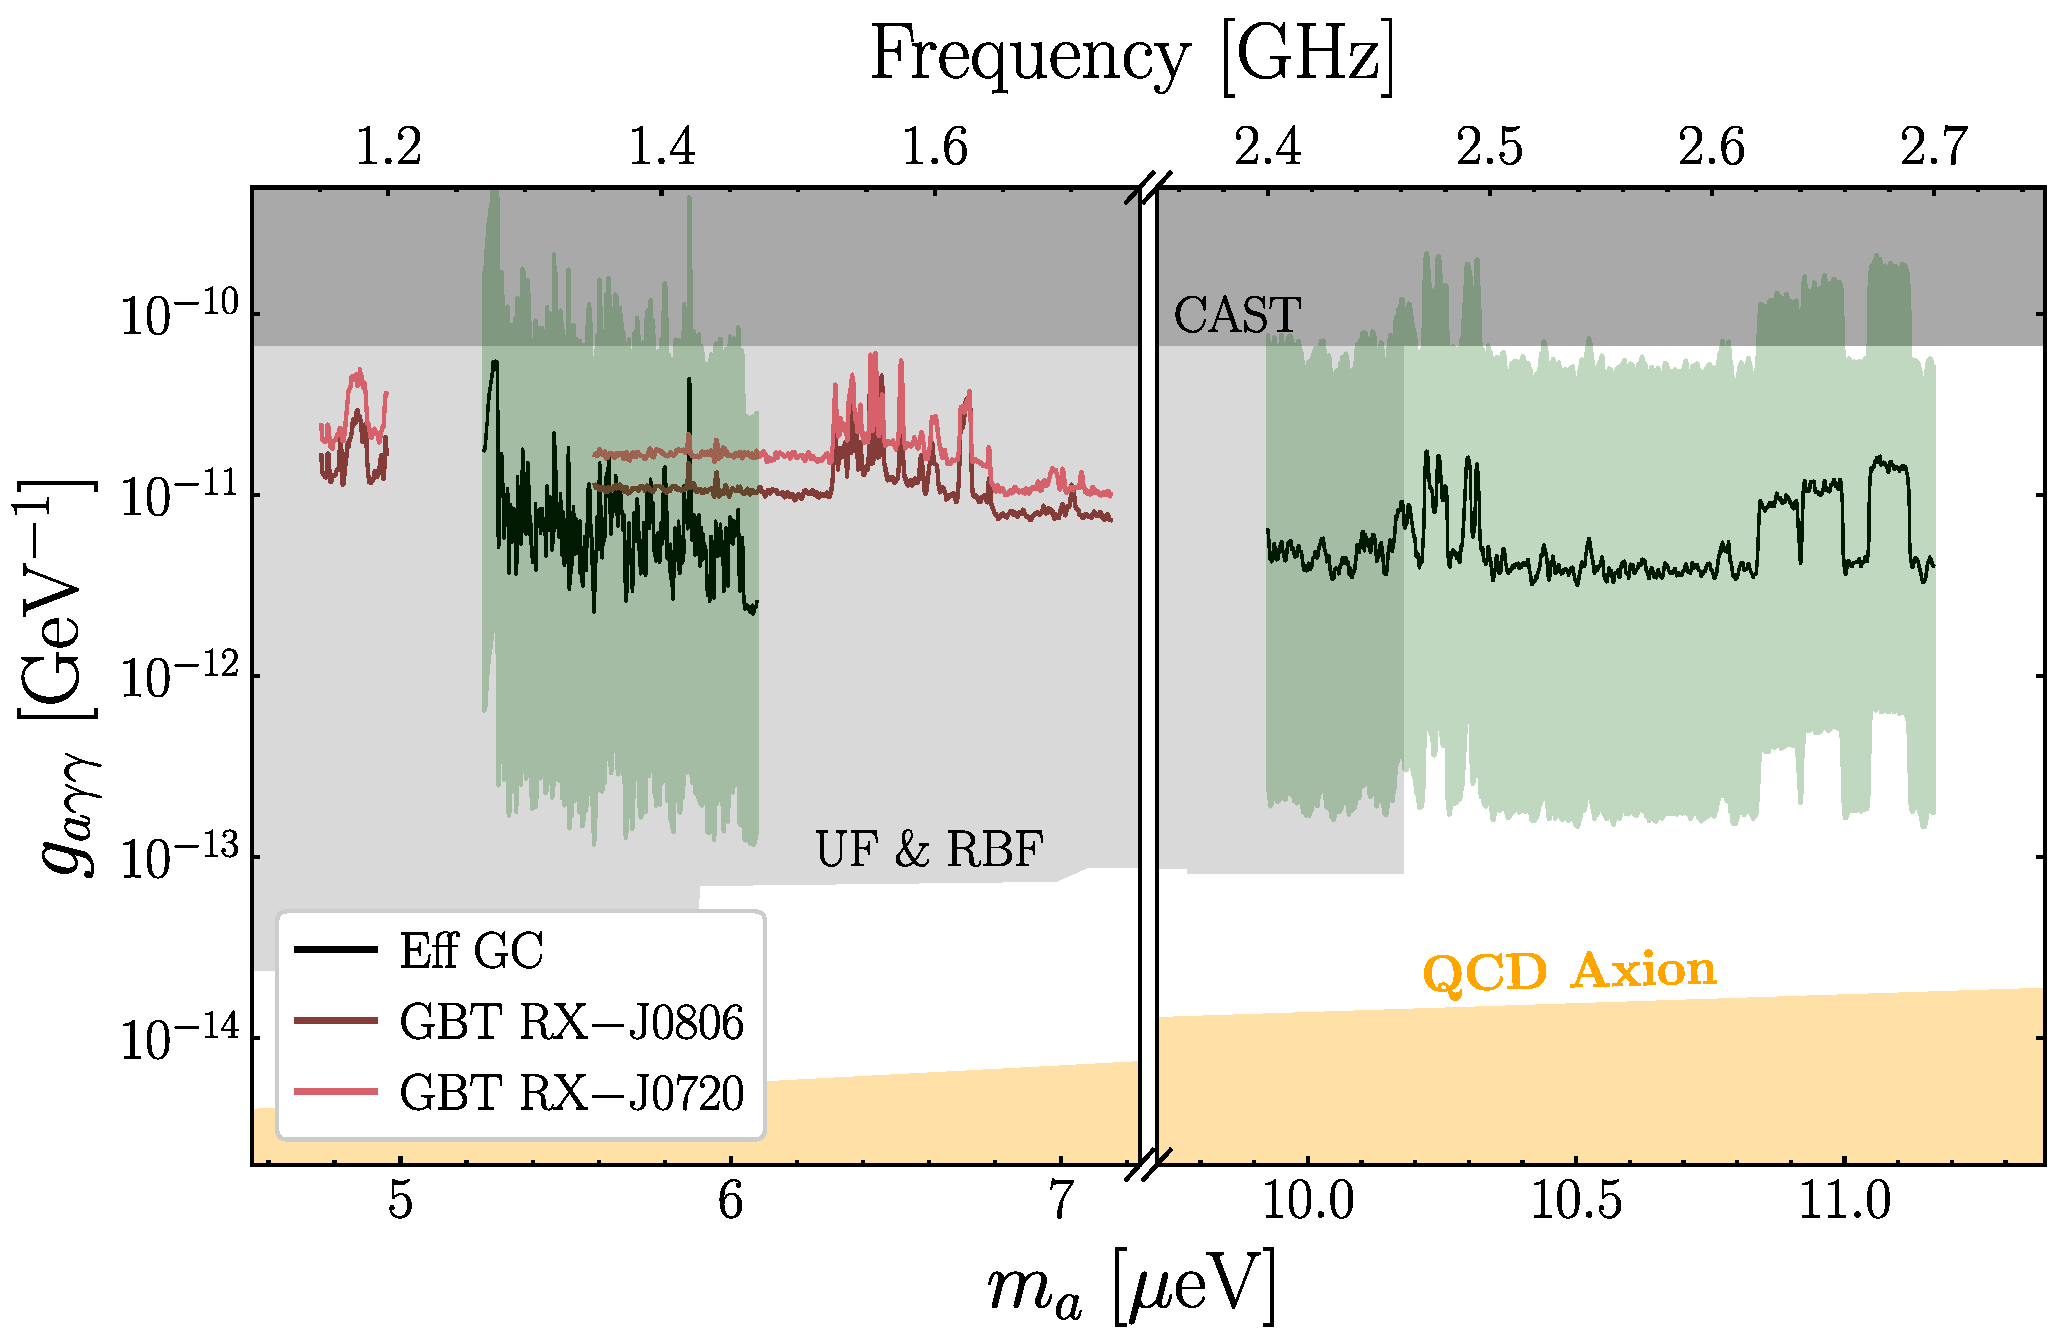 Frequency [GHz]
1.2 1.4 1.6 2.4 2.5 2.6 2.7
10⁻¹⁰
CAST
10⁻¹¹
10⁻¹²
10⁻¹³
10⁻¹⁴
g_{aγγ} [GeV⁻¹]
UF & RBF
QCD Axion
Eff GC
GBT RX−J0806
GBT RX−J0720
5 6 7 10.0 10.5 11.0
m_a [μeV]